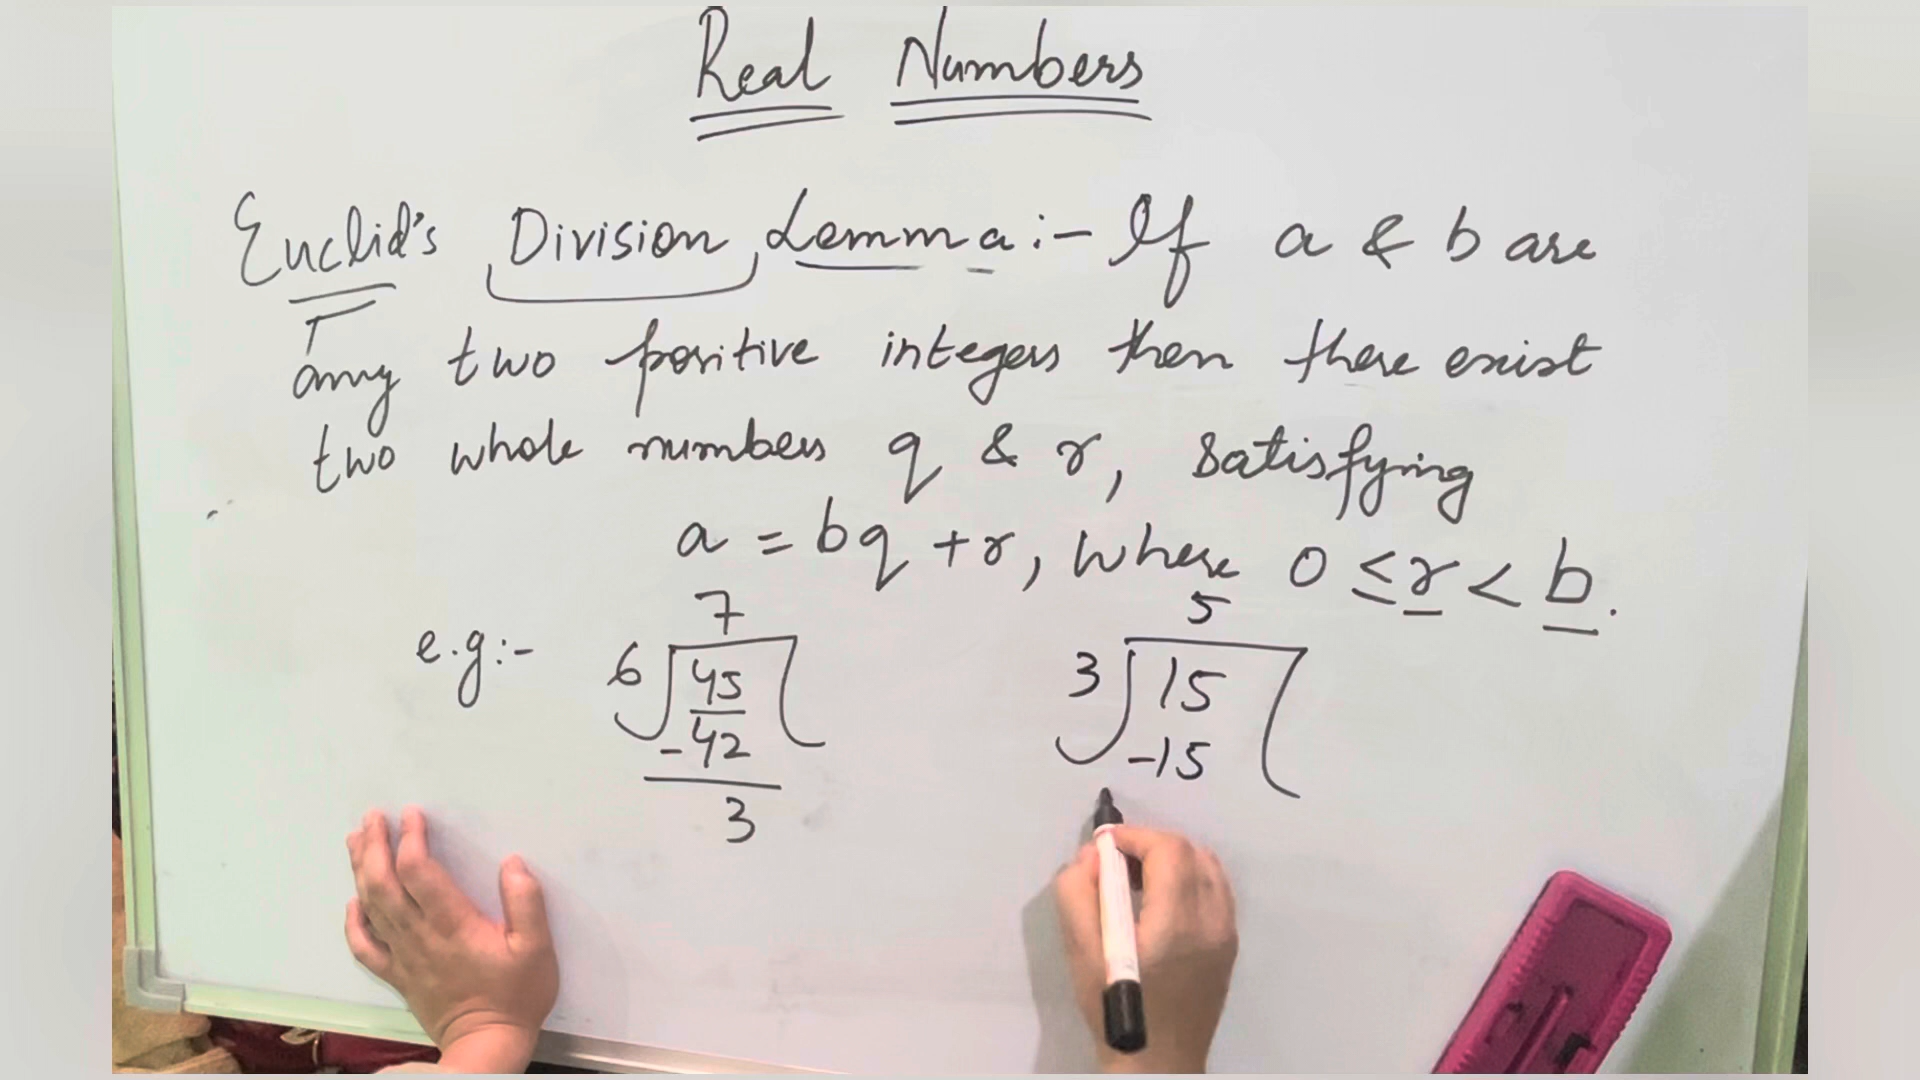 Real Numbers
Euclid's Division Lemma :- If a & b are
any two positive integers then there exist
two whole numbers q & r, satisfying
a = bq + r, where 0 ≤ r < b.
e.g :-
7
6 45
-42
3
5
3 15
-15